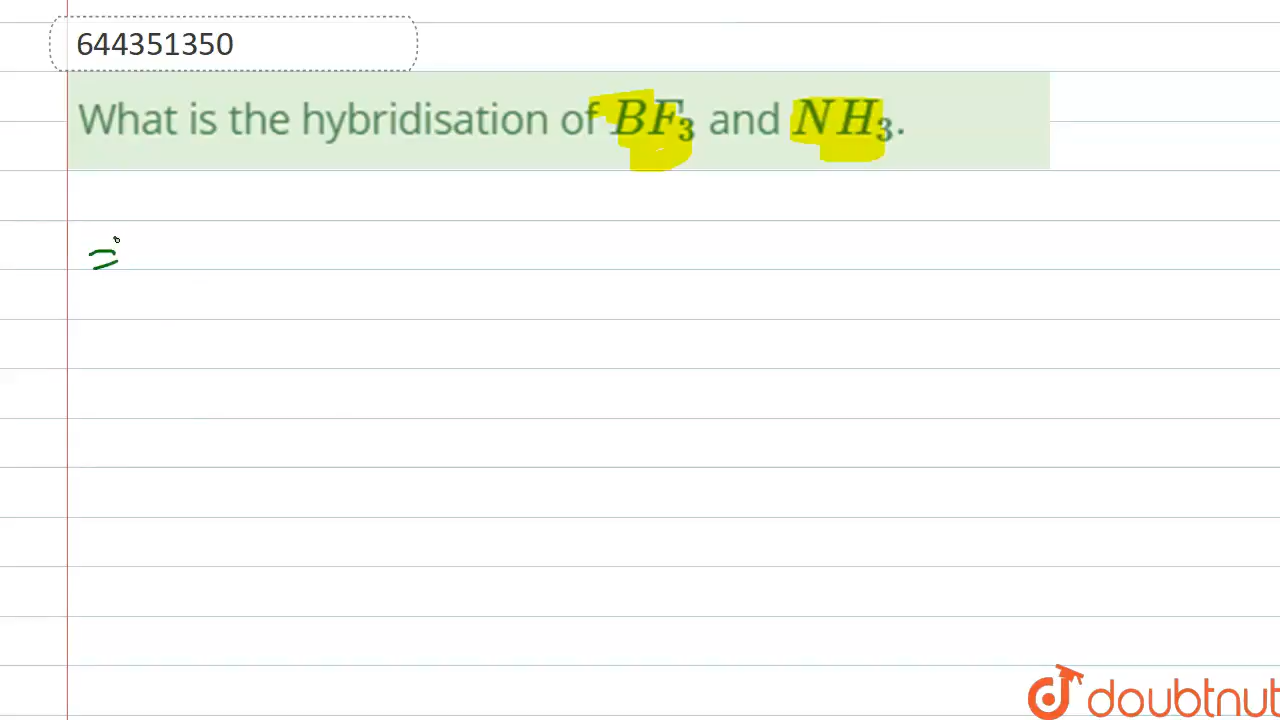 644351350
What is the hybridisation of BF₃ and NH₃.
=
doubtnut